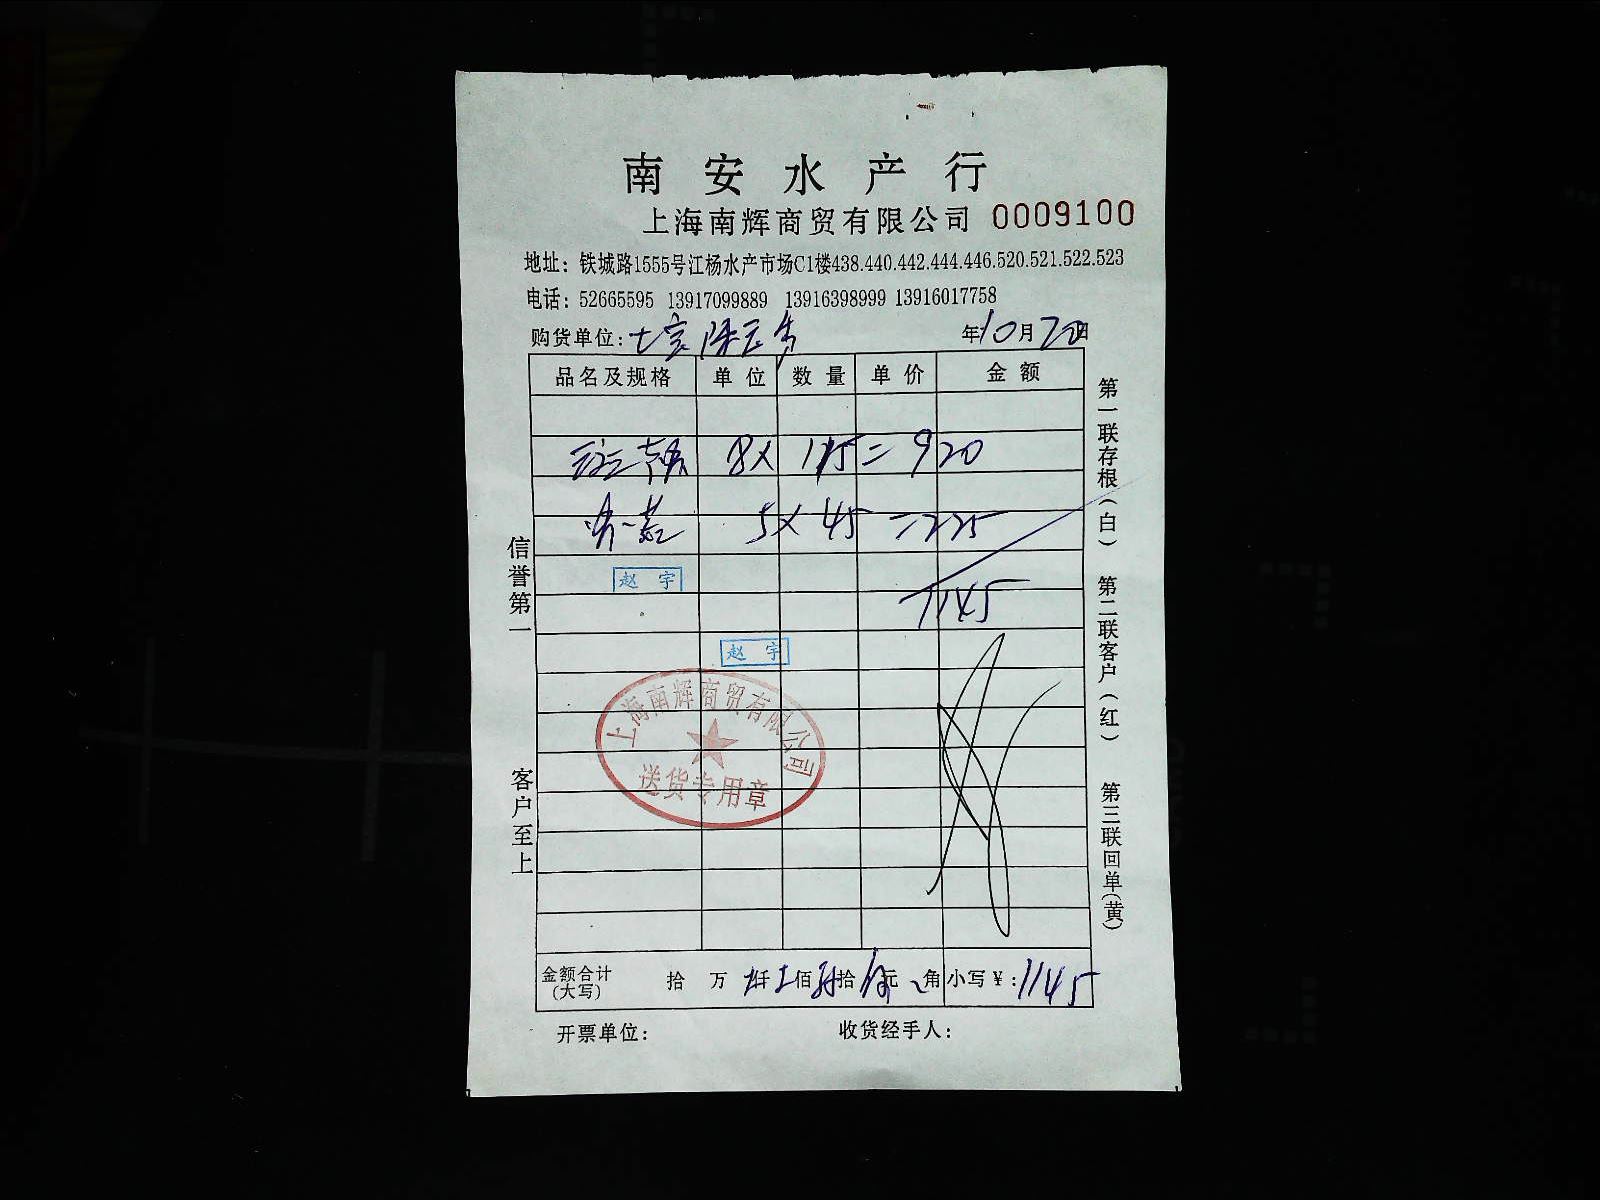 南安水产行
上海南辉商贸有限公司 0009100
地址：铁城路1555号江杨水产市场C1楼438.440.442.444.446.520.521.522.523
电话：52665595 13917099889 13916398999 13916017758
购货单位：
年10月20日
品名及规格 单位 数量 单价 金额
8X 115=920
5X 45=225
1145
赵宇
赵宇
上海南辉商贸有限公司
送货专用章
金额合计(大写) 拾 万 仟 佰 拾 元 角 小写¥：1145
开票单位： 收货经手人：
信誉第一
客户至上
第一联存根(白)
第二联客户(红)
第三联回单(黄)